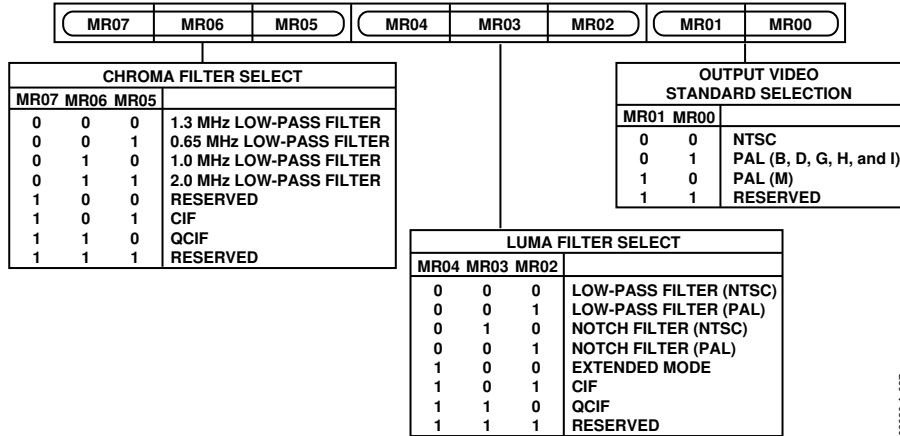 MR07 MR06 MR05 MR04 MR03 MR02 MR01 MR00
CHROMA FILTER SELECT
MR07 MR06 MR05
0 0 0 1.3 MHz LOW-PASS FILTER
0 0 1 0.65 MHz LOW-PASS FILTER
0 1 0 1.0 MHz LOW-PASS FILTER
0 1 1 2.0 MHz LOW-PASS FILTER
1 0 0 RESERVED
1 0 1 CIF
1 1 0 QCIF
1 1 1 RESERVED
OUTPUT VIDEO
STANDARD SELECTION
MR01 MR00
0 0 NTSC
0 1 PAL (B, D, G, H, and I)
1 0 PAL (M)
1 1 RESERVED
LUMA FILTER SELECT
MR04 MR03 MR02
0 0 0 LOW-PASS FILTER (NTSC)
0 0 1 LOW-PASS FILTER (PAL)
0 1 0 NOTCH FILTER (NTSC)
0 0 1 NOTCH FILTER (PAL)
1 0 0 EXTENDED MODE
1 0 1 CIF
1 1 0 QCIF
1 1 1 RESERVED